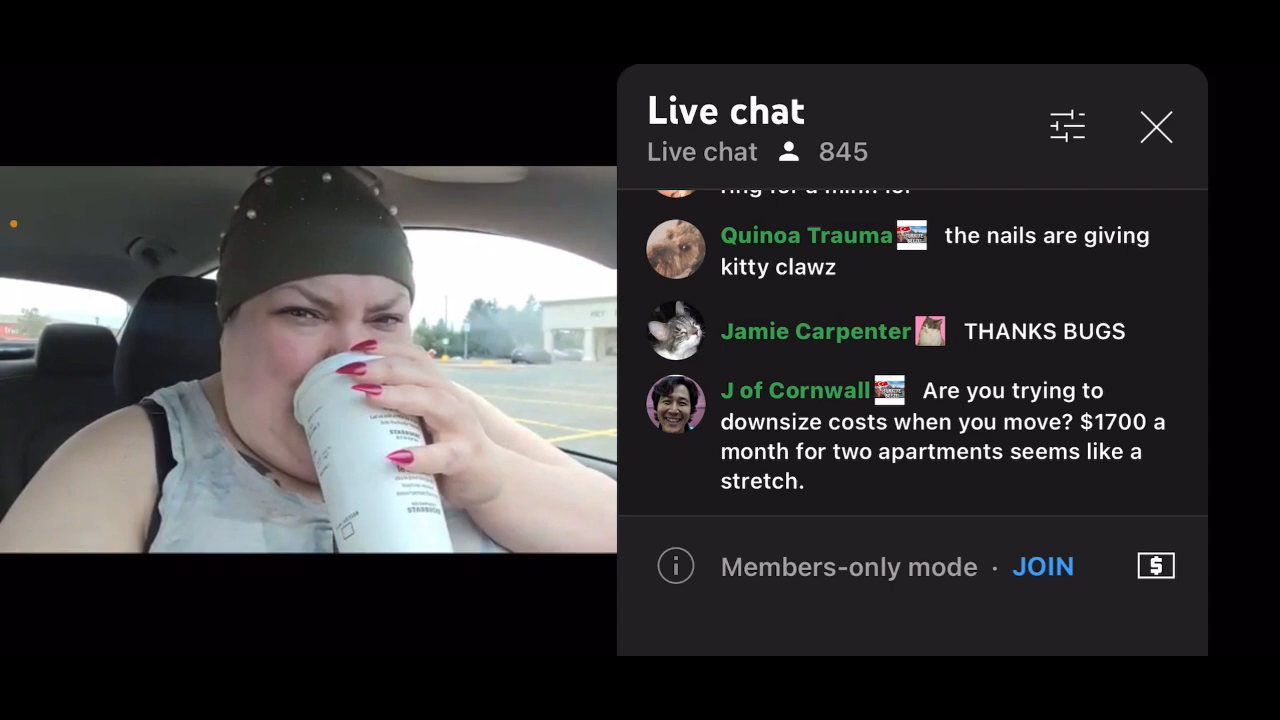 Live chat
Live chat 845
Quinoa Trauma the nails are giving
kitty clawz
Jamie Carpenter THANKS BUGS
J of Cornwall Are you trying to
downsize costs when you move? $1700 a
month for two apartments seems like a
stretch.
Members-only mode · JOIN
$
STARBUCKS
STARBUCKS